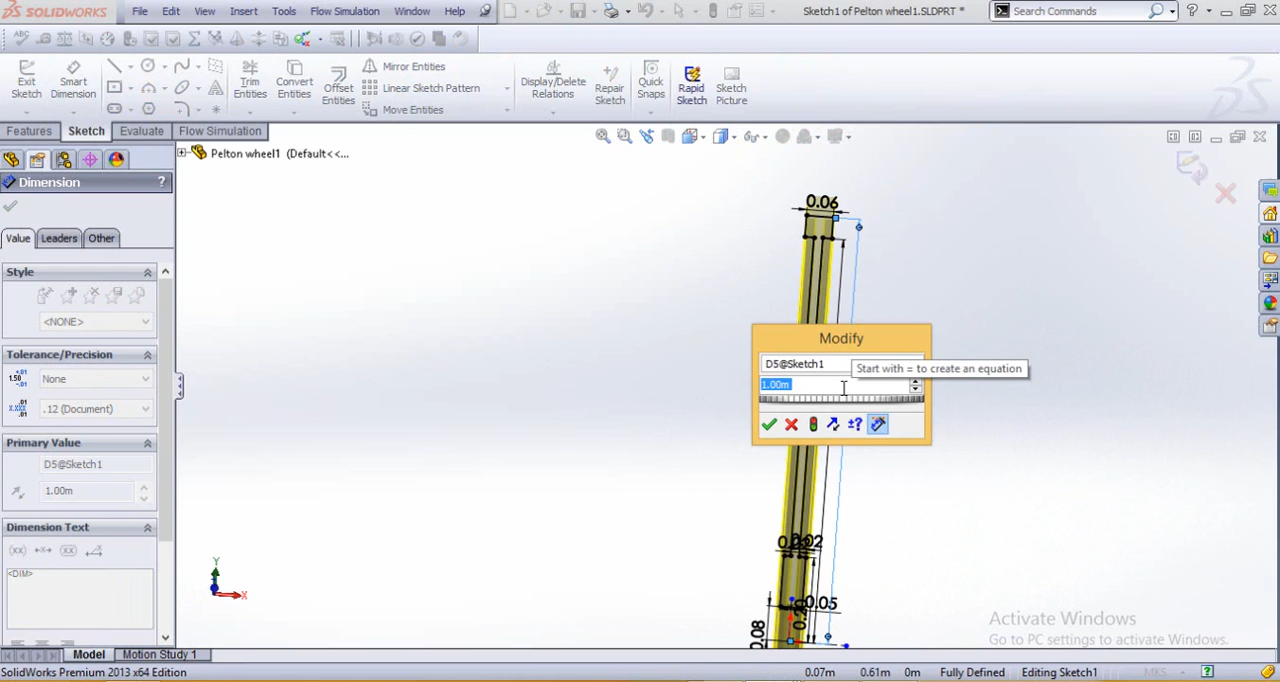 SOLIDWORKS File Edit View Insert Tools Flow Simulation Window Help Sketch1 of Pelton wheel1.SLDPRT * Search Commands
Exit Sketch
Smart Dimension
Trim Entities
Convert Entities
Offset Entities
Mirror Entities
Linear Sketch Pattern
Move Entities
Display/Delete Relations
Repair Sketch
Quick Snaps
Rapid Sketch
Sketch Picture
Features Sketch Evaluate Flow Simulation
Pelton wheel1 (Default<<...
Dimension ?
Value Leaders Other
Style
<NONE>
Tolerance/Precision
None
.12 (Document)
Primary Value
D5@Sketch1
1.00m
Dimension Text
<DIM>
0.06
Modify
D5@Sketch1
Start with = to create an equation
1.00m
0.05
0.20
0.08
Y
X
Activate Windows
Go to PC settings to activate Windows.
Model Motion Study 1
SolidWorks Premium 2013 x64 Edition 0.07m 0.61m 0m Fully Defined Editing Sketch1 MKS